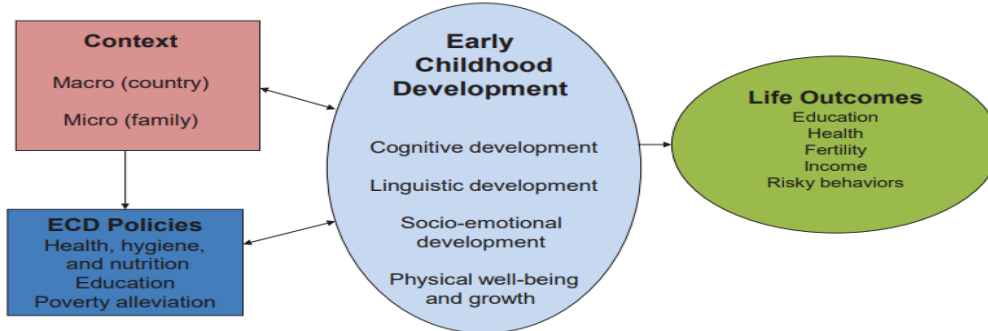 Context
Macro (country)
Micro (family)
ECD Policies
Health, hygiene,
and nutrition
Education
Poverty alleviation
Early
Childhood
Development
Cognitive development
Linguistic development
Socio-emotional
development
Physical well-being
and growth
Life Outcomes
Education
Health
Fertility
Income
Risky behaviors